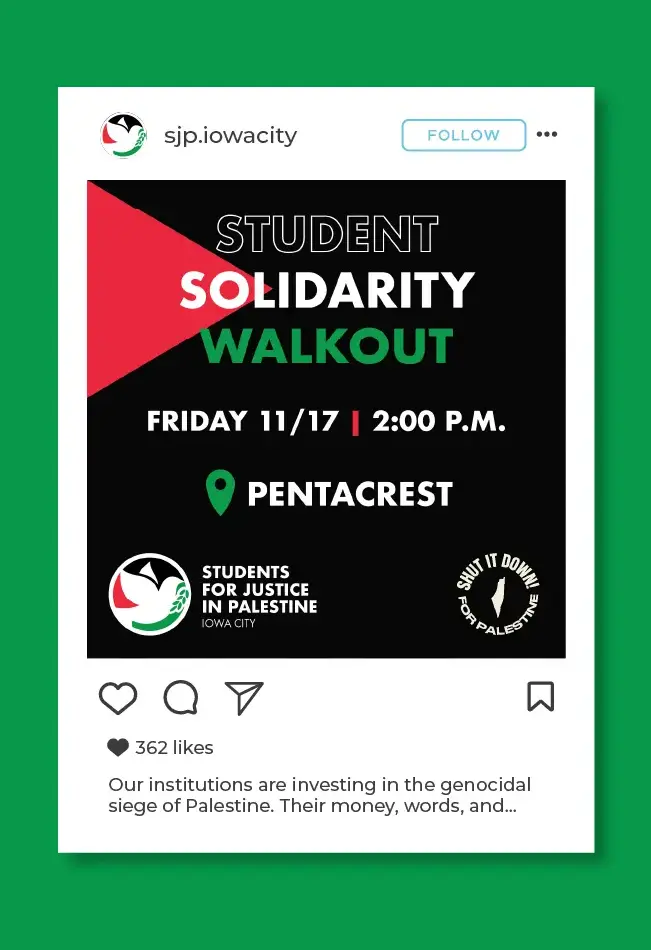 sjp.iowacity
FOLLOW
STUDENT
SOLIDARITY
WALKOUT
FRIDAY 11/17 | 2:00 P.M.
PENTACREST
STUDENTS
FOR JUSTICE
IN PALESTINE
IOWA CITY
SHUT IT DOWN!
FOR PALESTINE
362 likes
Our institutions are investing in the genocidal
siege of Palestine. Their money, words, and...